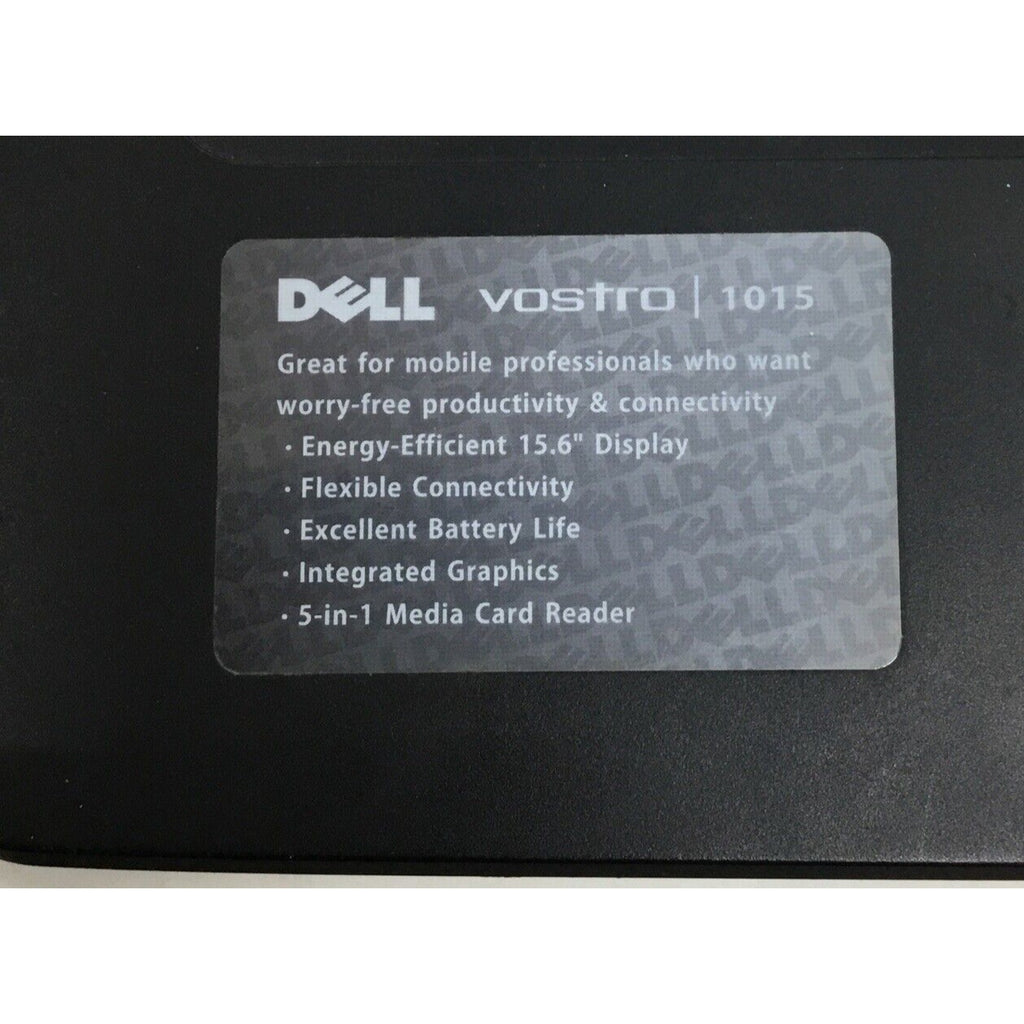 DELL vostro | 1015
Great for mobile professionals who want
worry-free productivity & connectivity
· Energy-Efficient 15.6" Display
· Flexible Connectivity
· Excellent Battery Life
· Integrated Graphics
· 5-in-1 Media Card Reader